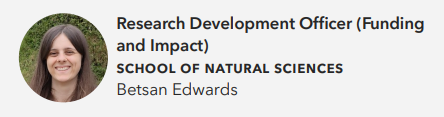 Research Development Officer (Funding
and Impact)
SCHOOL OF NATURAL SCIENCES
Betsan Edwards